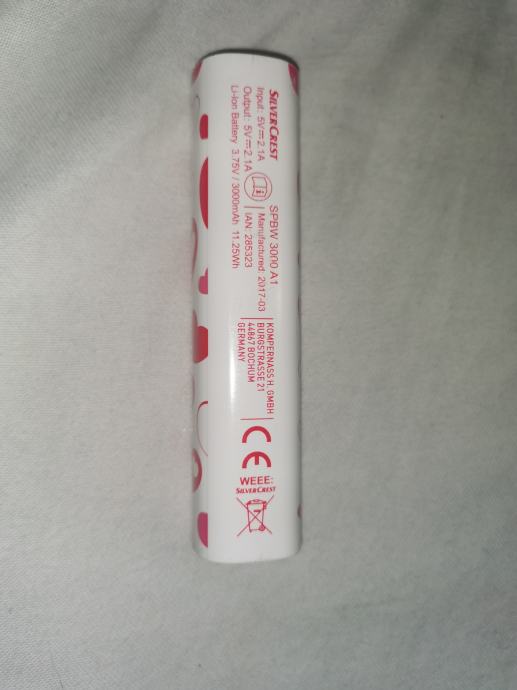 SILVERCREST
Input: 5V⎓2.1A
Output: 5V⎓2.1A
Li-Ion Battery 3.75V / 3000mAh 11.25Wh
SPBW 3000 A1
Manufactured: 2017-03
IAN: 285323
KOMPERNASS H. GMBH
BURGSTRASSE 21
44867 BOCHUM
GERMANY
CE
WEEE:
SILVERCREST